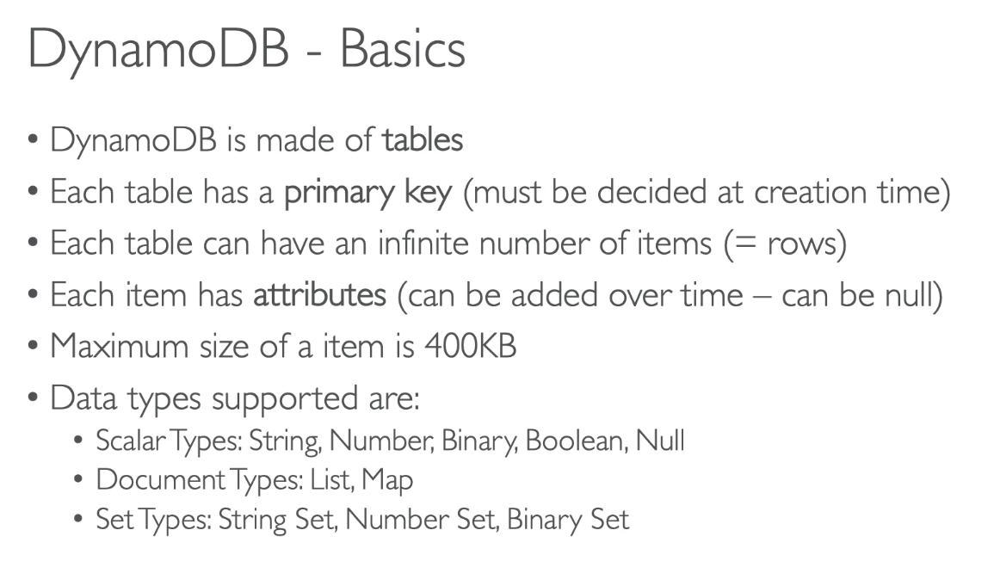 DynamoDB - Basics
• DynamoDB is made of tables
• Each table has a primary key (must be decided at creation time)
• Each table can have an infinite number of items (= rows)
• Each item has attributes (can be added over time – can be null)
• Maximum size of a item is 400KB
• Data types supported are:
• Scalar Types: String, Number, Binary, Boolean, Null
• Document Types: List, Map
• Set Types: String Set, Number Set, Binary Set